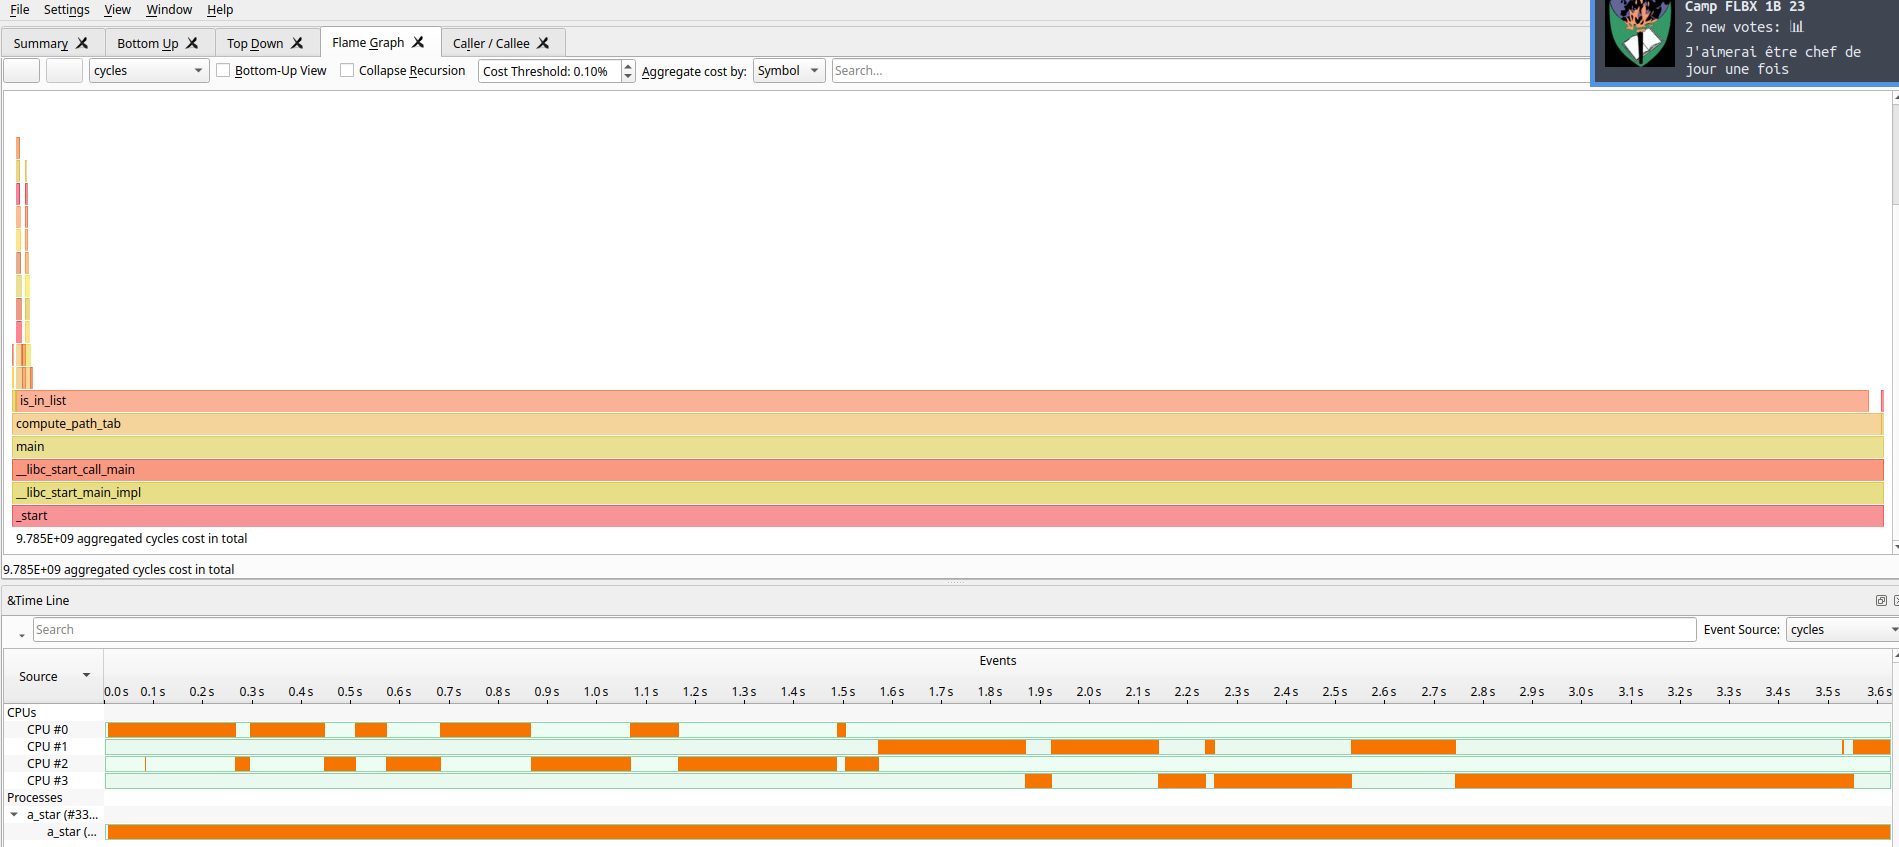 File Settings View Window Help
Camp FLBX 1B 23
2 new votes: 📊
J'aimerai être chef de
jour une fois
Summary Bottom Up Top Down Flame Graph Caller / Callee
cycles Bottom-Up View Collapse Recursion Cost Threshold: 0.10% Aggregate cost by: Symbol Search...
is_in_list
compute_path_tab
main
__libc_start_call_main
__libc_start_main_impl
_start
9.785E+09 aggregated cycles cost in total
9.785E+09 aggregated cycles cost in total
&Time Line
Search Event Source: cycles
Source Events
0.0 s 0.1 s 0.2 s 0.3 s 0.4 s 0.5 s 0.6 s 0.7 s 0.8 s 0.9 s 1.0 s 1.1 s 1.2 s 1.3 s 1.4 s 1.5 s 1.6 s 1.7 s 1.8 s 1.9 s 2.0 s 2.1 s 2.2 s 2.3 s 2.4 s 2.5 s 2.6 s 2.7 s 2.8 s 2.9 s 3.0 s 3.1 s 3.2 s 3.3 s 3.4 s 3.5 s 3.6 s
CPUs
CPU #0
CPU #1
CPU #2
CPU #3
Processes
a_star (#33...
a_star (...